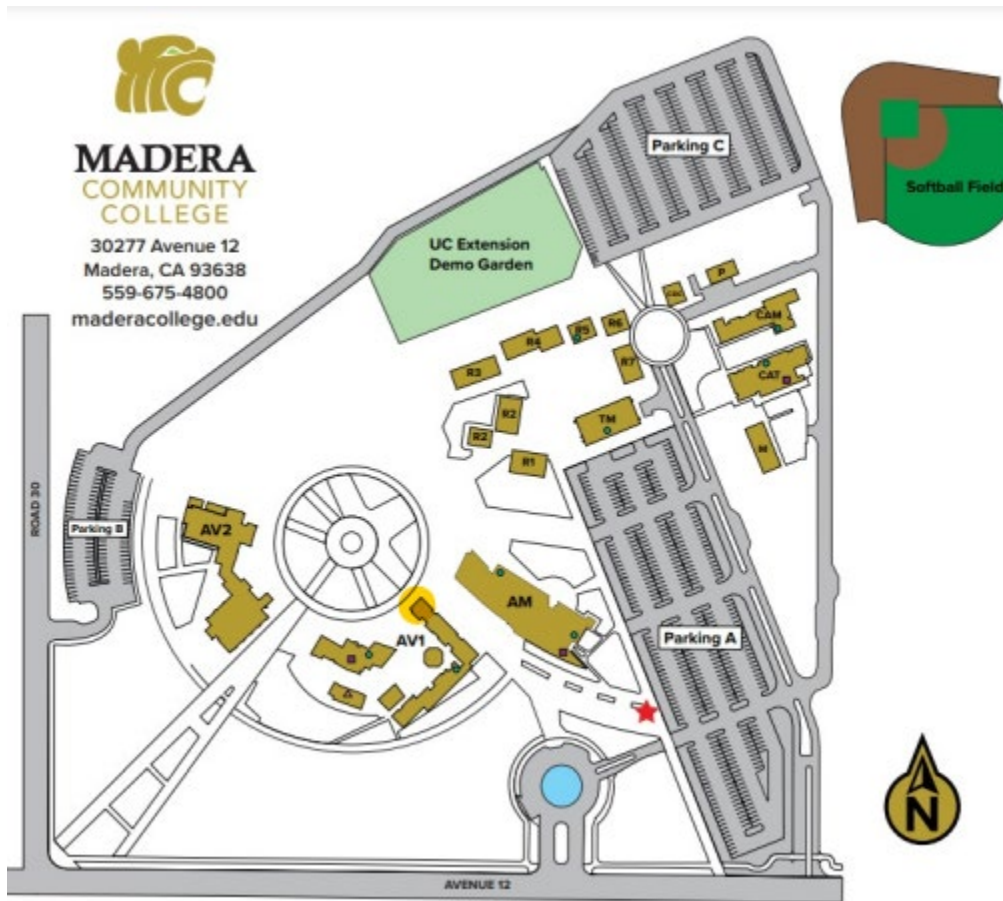 MADERA
COMMUNITY
COLLEGE
30277 Avenue 12
Madera, CA 93638
559-675-4800
maderacollege.edu
Parking C
Softball Field
UC Extension
Demo Garden
P
CAM
R6
R5
R4
R7
R3
CAT
R2
TM
R2
M
R1
ROAD 30
Parking B
AV2
AM
AV1
Parking A
N
AVENUE 12